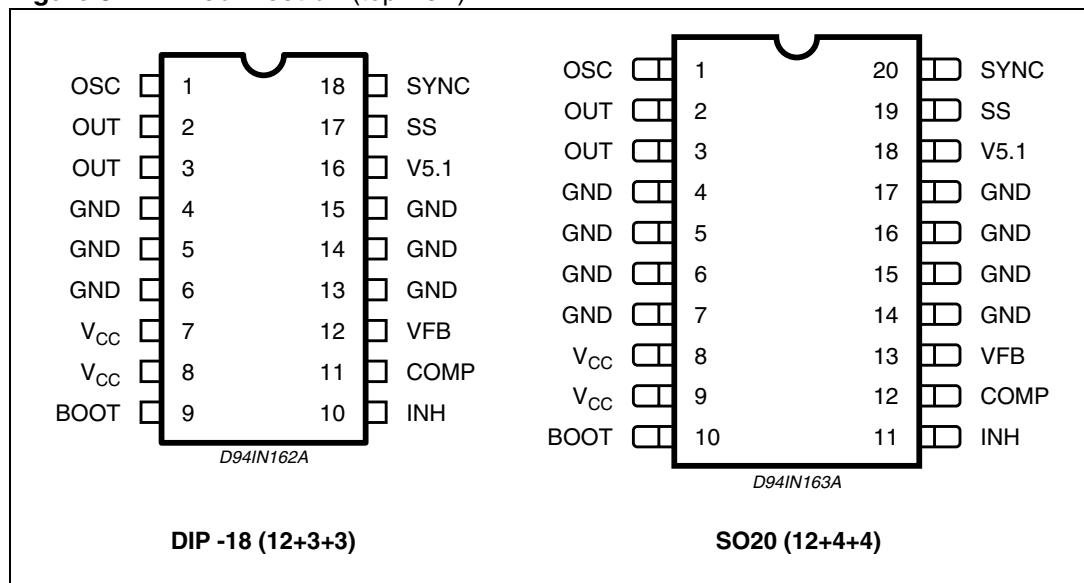 (top view)
OSC 1 18 SYNC
OUT 2 17 SS
OUT 3 16 V5.1
GND 4 15 GND
GND 5 14 GND
GND 6 13 GND
VCC 7 12 VFB
VCC 8 11 COMP
BOOT 9 10 INH
D94IN162A
DIP -18 (12+3+3)
OSC 1 20 SYNC
OUT 2 19 SS
OUT 3 18 V5.1
GND 4 17 GND
GND 5 16 GND
GND 6 15 GND
GND 7 14 GND
VCC 8 13 VFB
VCC 9 12 COMP
BOOT 10 11 INH
D94IN163A
SO20 (12+4+4)